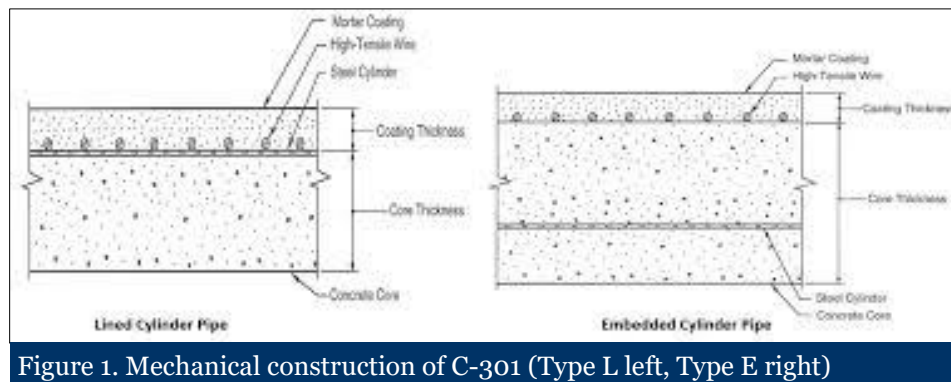 Mortar Coating
High-Tensile Wire
Steel Cylinder
Coating Thickness
Core Thickness
Concrete Core
Lined Cylinder Pipe
Mortar Coating
High-Tensile Wire
Coating Thickness
Core Thickness
Steel Cylinder
Concrete Core
Embedded Cylinder Pipe
Figure 1. Mechanical construction of C-301 (Type L left, Type E right)